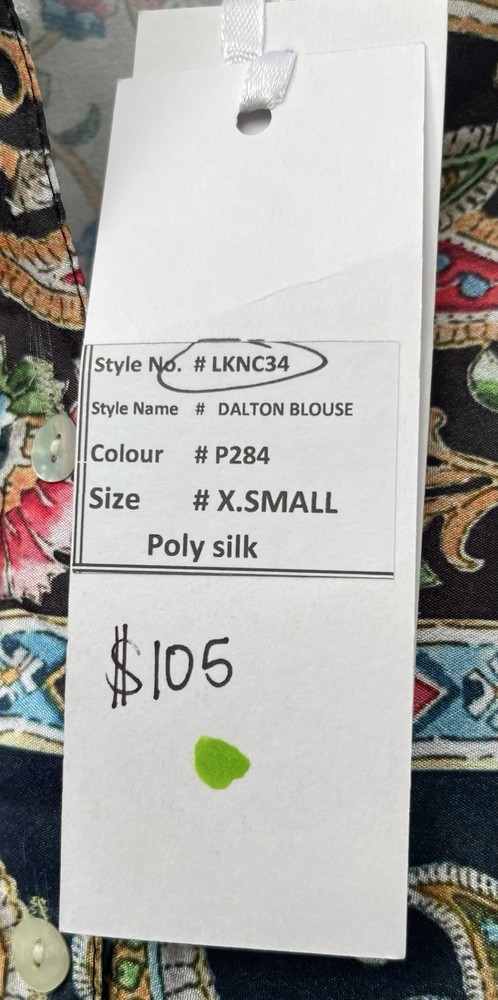 Style No. # LKNC34
Style Name # DALTON BLOUSE
Colour # P284
Size # X.SMALL
Poly silk
$105